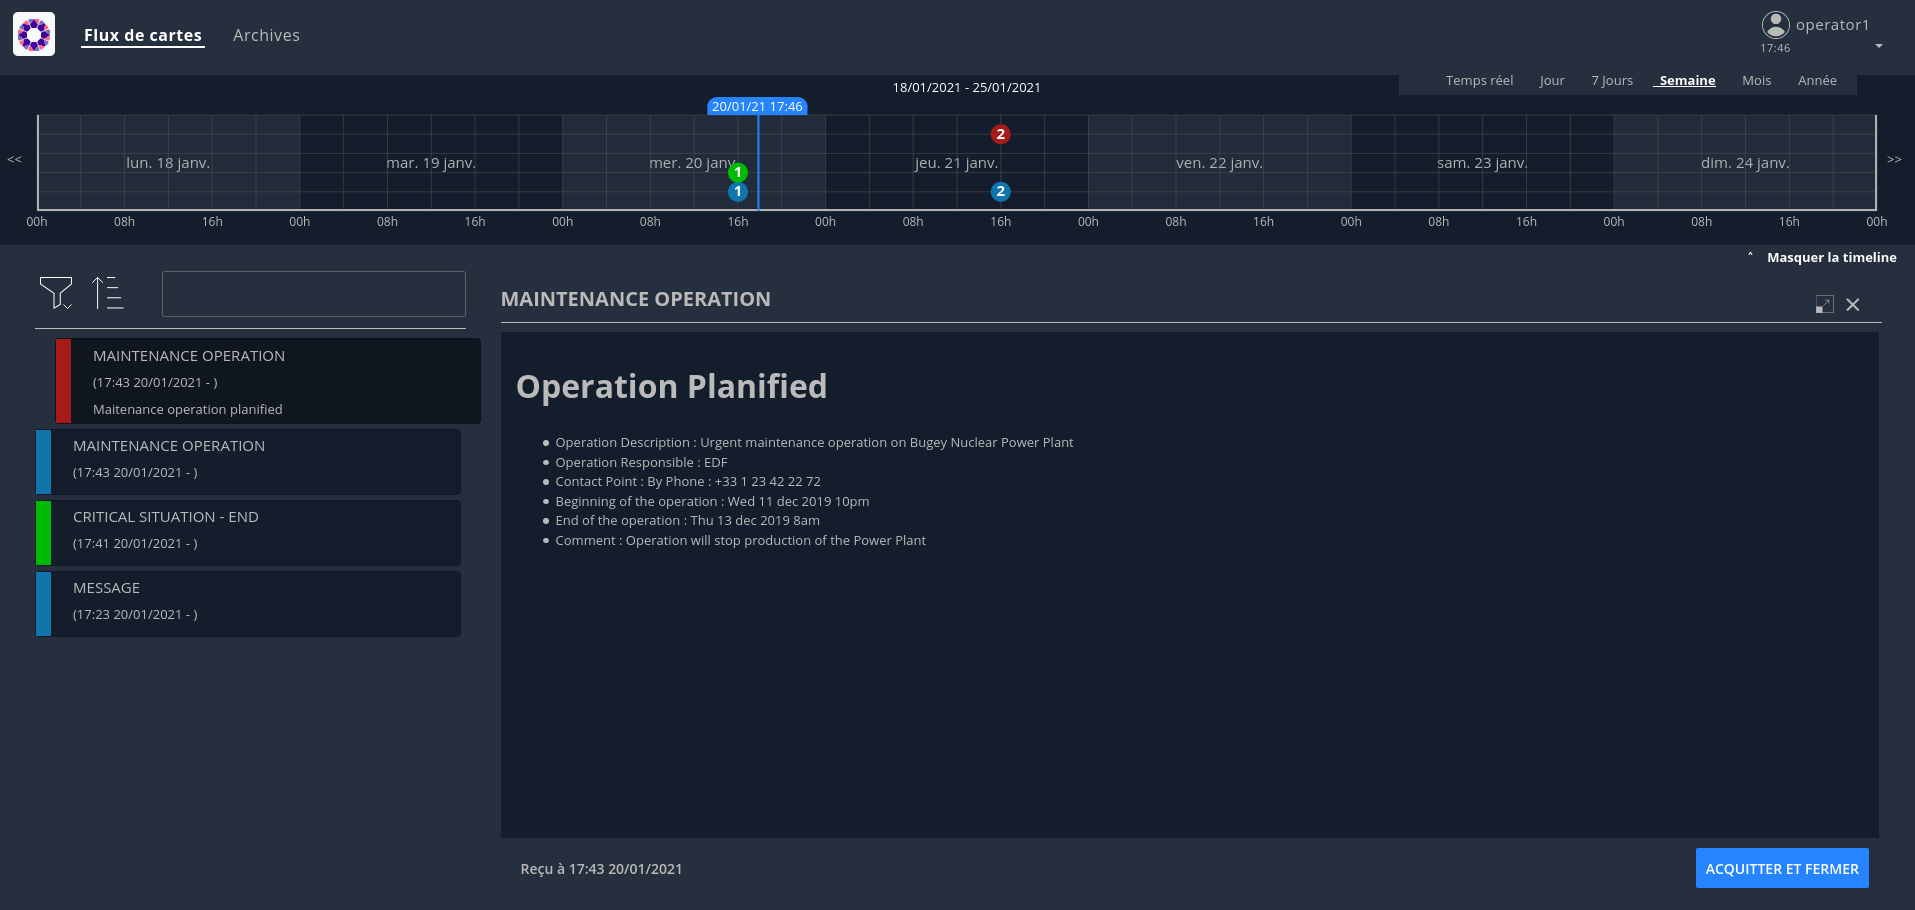 Flux de cartes
Archives
operator1
17:46
18/01/2021 - 25/01/2021
Temps réel Jour 7 Jours Semaine Mois Année
20/01/21 17:46
2
<< lun. 18 janv. mar. 19 janv. mer. 20 janv. jeu. 21 janv. ven. 22 janv. sam. 23 janv. dim. 24 janv. >>
1
1 2
00h 08h 16h 00h 08h 16h 00h 08h 16h 00h 08h 16h 00h 08h 16h 00h 08h 16h 00h 08h 16h 00h
˄ Masquer la timeline
MAINTENANCE OPERATION
(17:43 20/01/2021 - )
Maitenance operation planified
MAINTENANCE OPERATION
(17:43 20/01/2021 - )
CRITICAL SITUATION - END
(17:41 20/01/2021 - )
MESSAGE
(17:23 20/01/2021 - )
MAINTENANCE OPERATION
Operation Planified
• Operation Description : Urgent maintenance operation on Bugey Nuclear Power Plant
• Operation Responsible : EDF
• Contact Point : By Phone : +33 1 23 42 22 72
• Beginning of the operation : Wed 11 dec 2019 10pm
• End of the operation : Thu 13 dec 2019 8am
• Comment : Operation will stop production of the Power Plant
Reçu à 17:43 20/01/2021
ACQUITTER ET FERMER